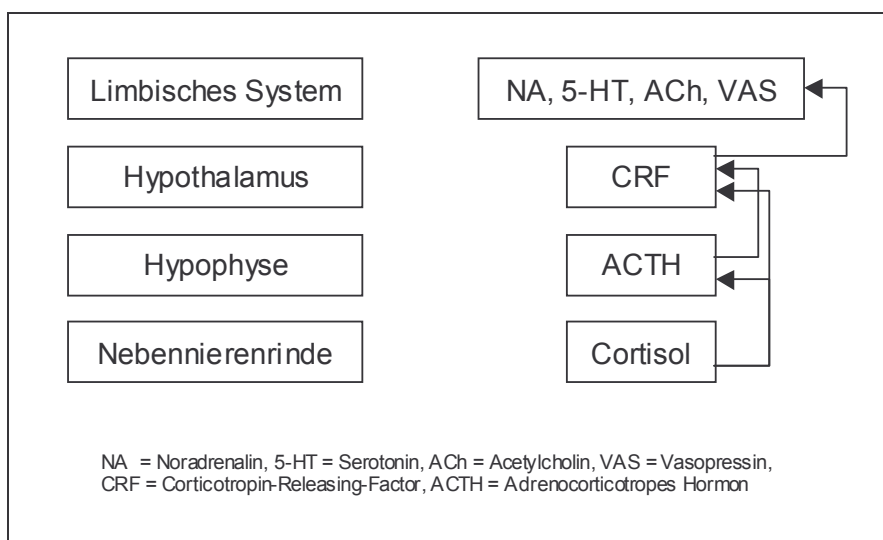 Limbisches System
NA, 5-HT, ACh, VAS
Hypothalamus
CRF
Hypophyse
ACTH
Nebennierenrinde
Cortisol
NA = Noradrenalin, 5-HT = Serotonin, ACh = Acetylcholin, VAS = Vasopressin,
CRF = Corticotropin-Releasing-Factor, ACTH = Adrenocorticotropes Hormon